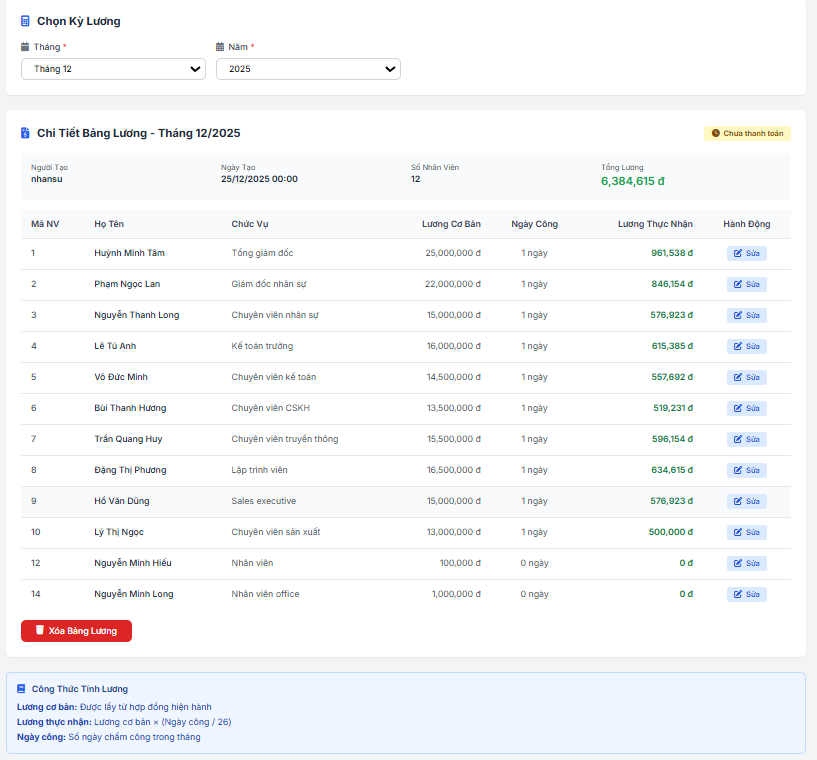 Chọn Kỳ Lương
Tháng * Năm *
Tháng 12 2025
Chi Tiết Bảng Lương - Tháng 12/2025 Chưa thanh toán
Người Tạo Ngày Tạo Số Nhân Viên Tổng Lương
nhansu 25/12/2025 00:00 12 6,384,615 đ
Mã NV Họ Tên Chức Vụ Lương Cơ Bản Ngày Công Lương Thực Nhận Hành Động
1 Huỳnh Minh Tâm Tổng giám đốc 25,000,000 đ 1 ngày 961,538 đ Sửa
2 Phạm Ngọc Lan Giám đốc nhân sự 22,000,000 đ 1 ngày 846,154 đ Sửa
3 Nguyễn Thanh Long Chuyên viên nhân sự 15,000,000 đ 1 ngày 576,923 đ Sửa
4 Lê Tú Anh Kế toán trưởng 16,000,000 đ 1 ngày 615,385 đ Sửa
5 Võ Đức Minh Chuyên viên kế toán 14,500,000 đ 1 ngày 557,692 đ Sửa
6 Bùi Thanh Hương Chuyên viên CSKH 13,500,000 đ 1 ngày 519,231 đ Sửa
7 Trần Quang Huy Chuyên viên truyền thông 15,500,000 đ 1 ngày 596,154 đ Sửa
8 Đặng Thị Phương Lập trình viên 16,500,000 đ 1 ngày 634,615 đ Sửa
9 Hồ Văn Dũng Sales executive 15,000,000 đ 1 ngày 576,923 đ Sửa
10 Lý Thị Ngọc Chuyên viên sản xuất 13,000,000 đ 1 ngày 500,000 đ Sửa
12 Nguyễn Minh Hiếu Nhân viên 100,000 đ 0 ngày 0 đ Sửa
14 Nguyễn Minh Long Nhân viên office 1,000,000 đ 0 ngày 0 đ Sửa
Xóa Bảng Lương
Công Thức Tính Lương
Lương cơ bản: Được lấy từ hợp đồng hiện hành
Lương thực nhận: Lương cơ bản × (Ngày công / 26)
Ngày công: Số ngày chấm công trong tháng